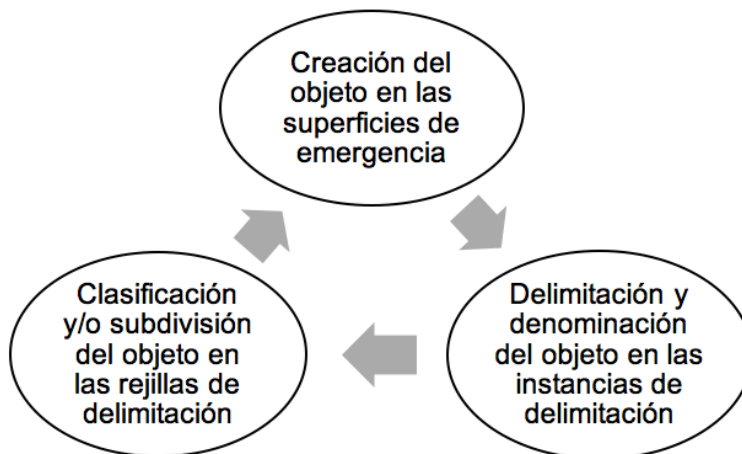 Creación del
objeto en las
superficies de
emergencia
Clasificación
y/o subdivisión
del objeto en
las rejillas de
delimitación
Delimitación y
denominación
del objeto en las
instancias de
delimitación